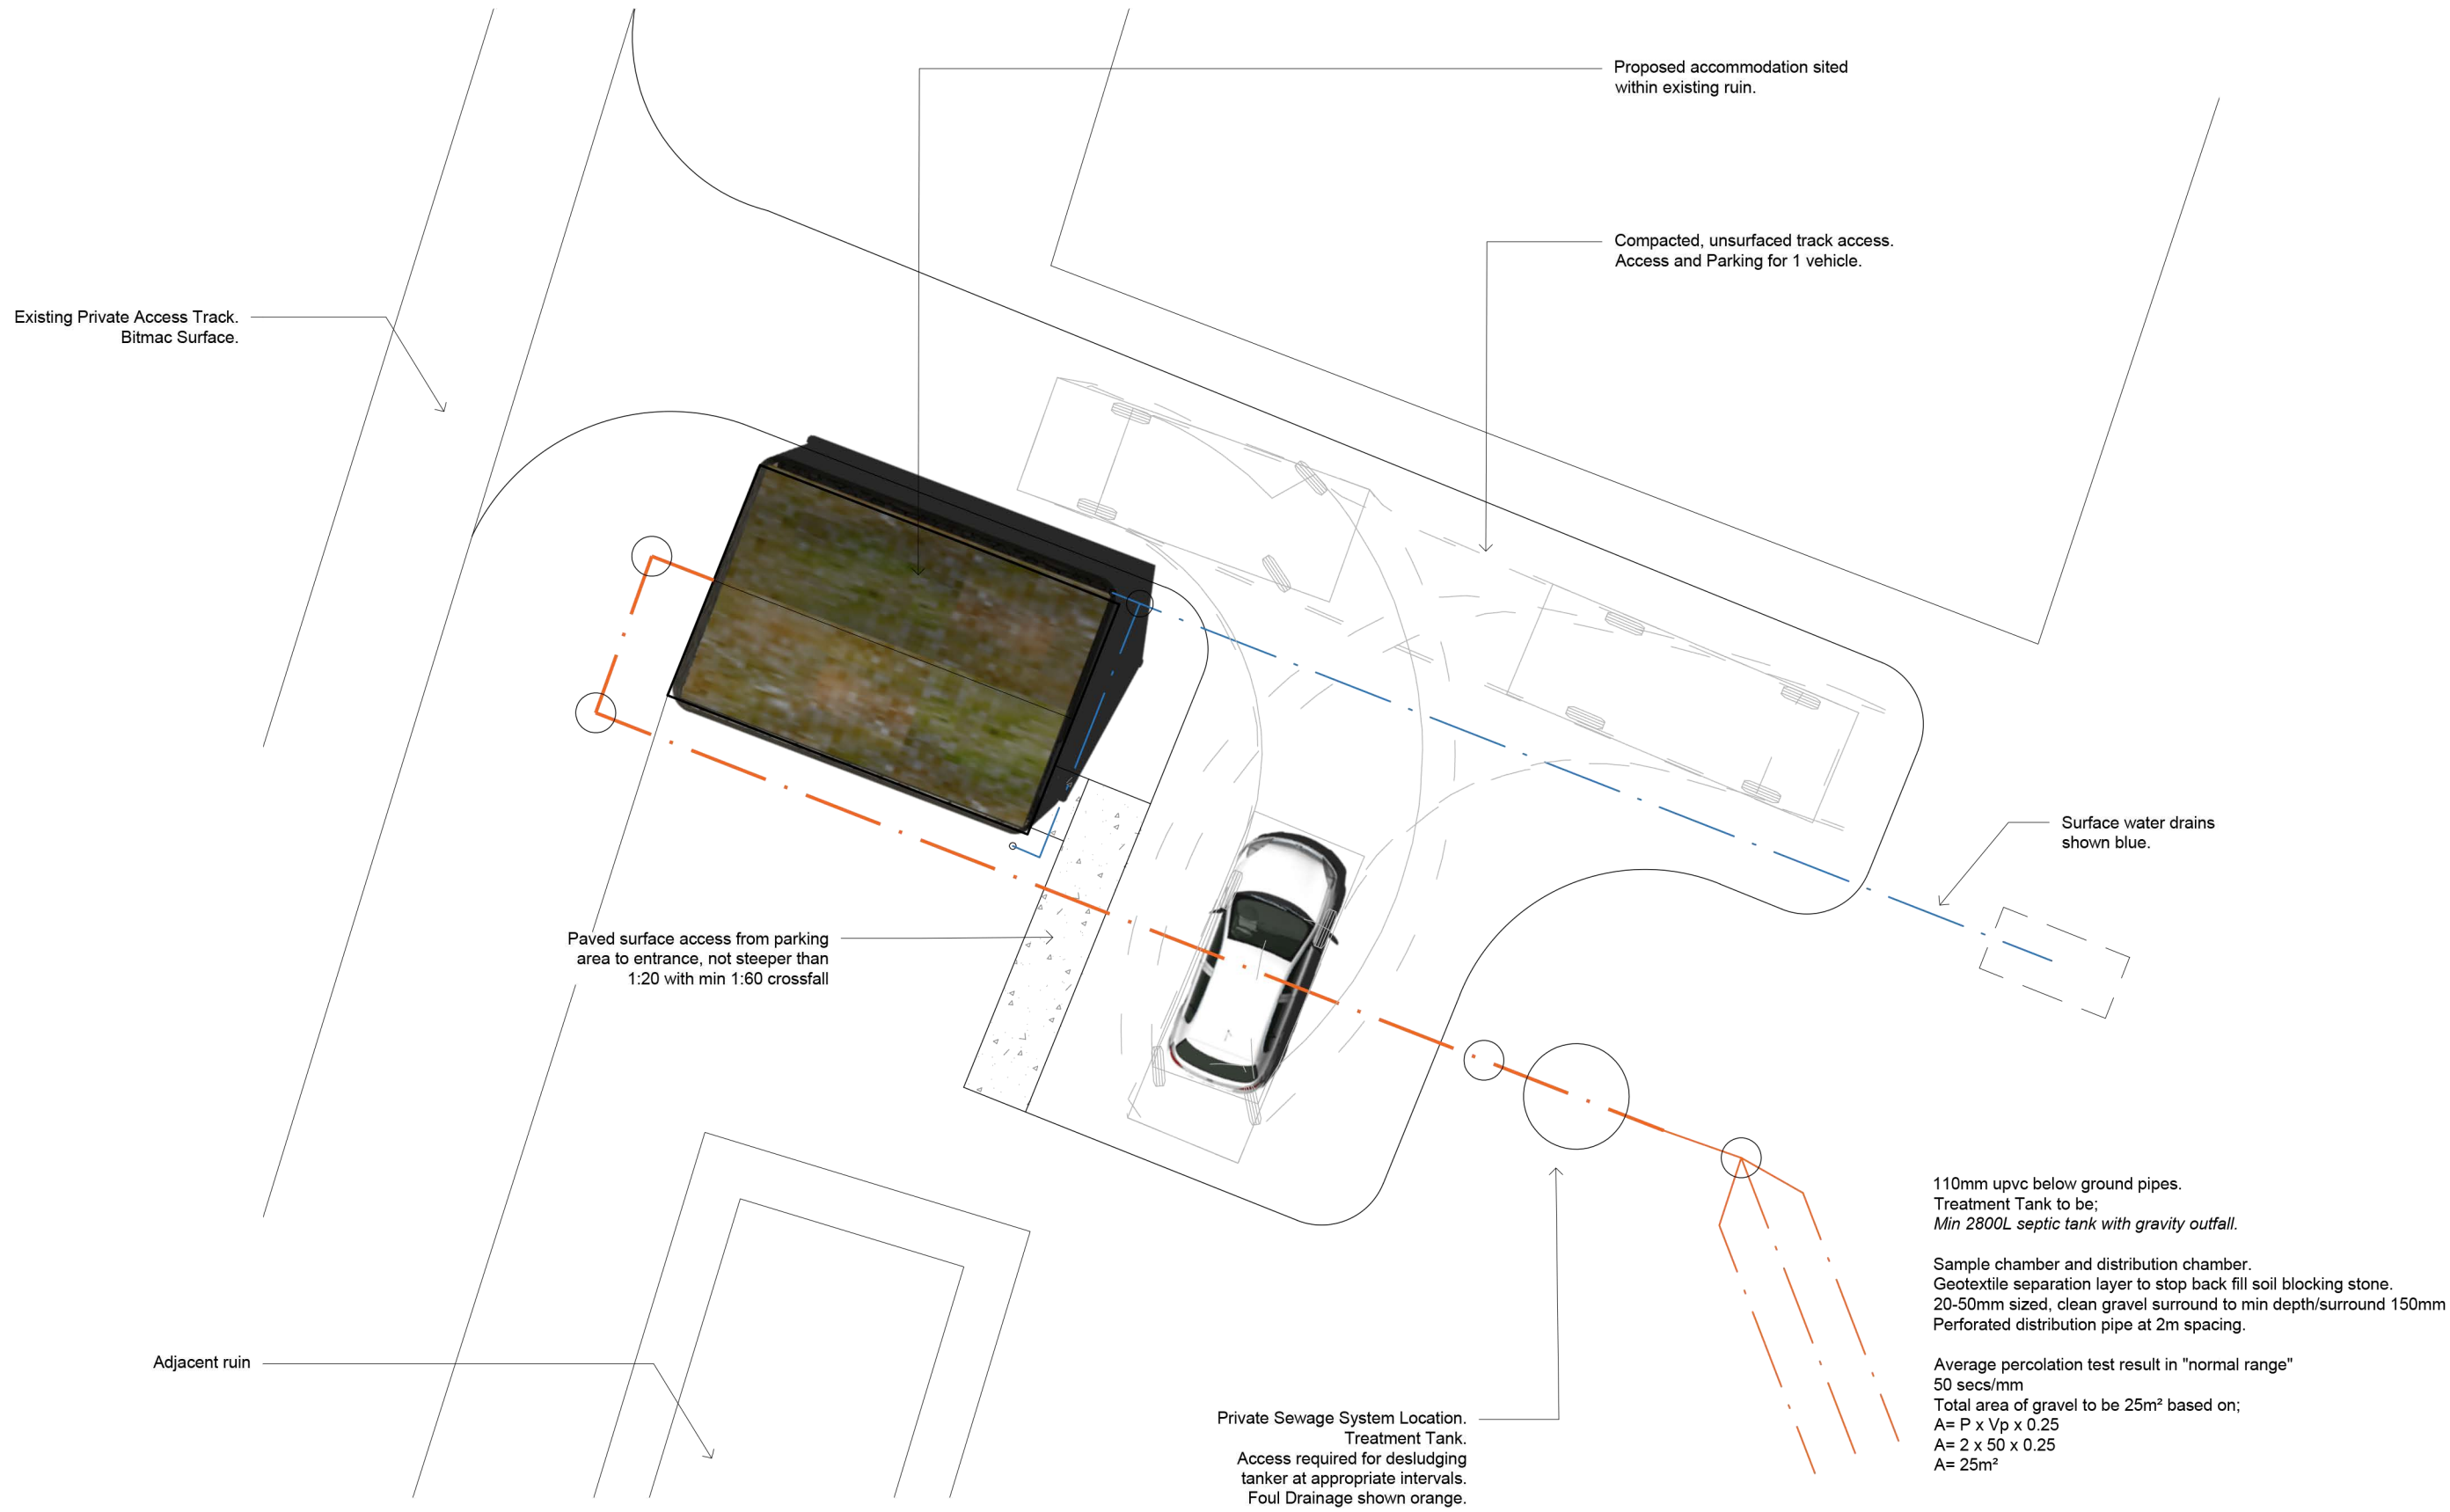 Proposed accommodation sited
within existing ruin.
Compacted, unsurfaced track access.
Access and Parking for 1 vehicle.
Existing Private Access Track.
Bitmac Surface.
Surface water drains
shown blue.
Paved surface access from parking
area to entrance, not steeper than
1:20 with min 1:60 crossfall
110mm upvc below ground pipes.
Treatment Tank to be;
Min 2800L septic tank with gravity outfall.
Sample chamber and distribution chamber.
Geotextile separation layer to stop back fill soil blocking stone.
20-50mm sized, clean gravel surround to min depth/surround 150mm
Perforated distribution pipe at 2m spacing.
Average percolation test result in "normal range"
50 secs/mm
Total area of gravel to be 25m² based on;
A= P x Vp x 0.25
A= 2 x 50 x 0.25
A= 25m²
Adjacent ruin
Private Sewage System Location.
Treatment Tank.
Access required for desludging
tanker at appropriate intervals.
Foul Drainage shown orange.